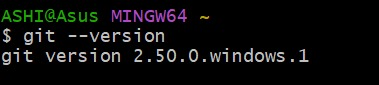 ASHI@Asus MINGW64 ~
$ git --version
git version 2.50.0.windows.1